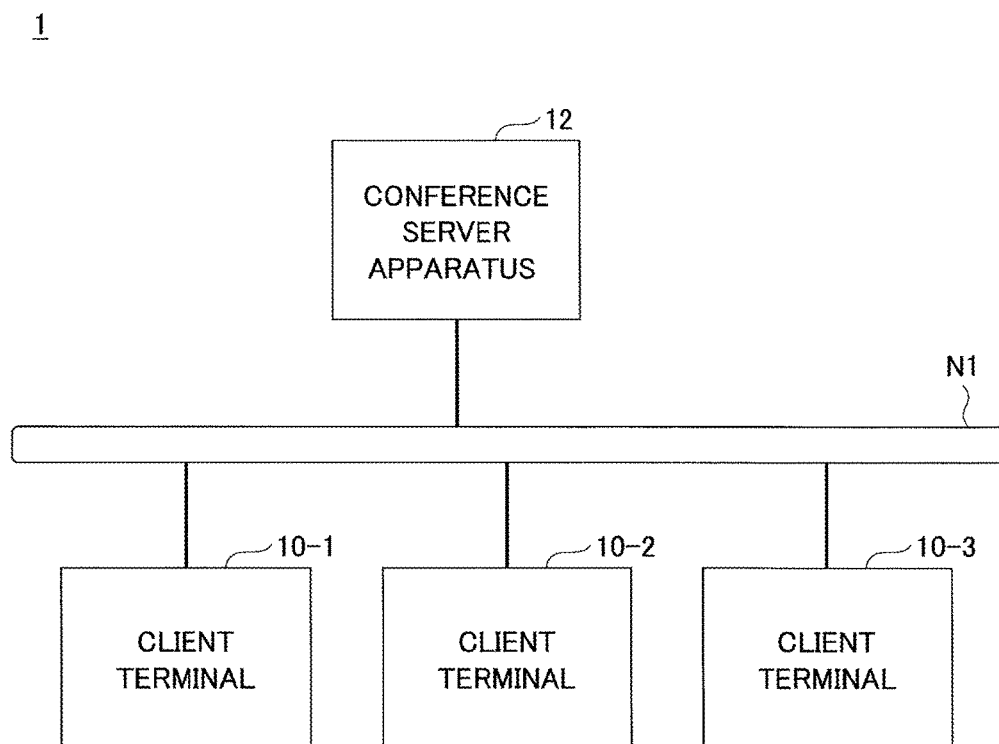 1
12
CONFERENCE
SERVER
APPARATUS
N1
10-1
10-2
10-3
CLIENT
TERMINAL
CLIENT
TERMINAL
CLIENT
TERMINAL